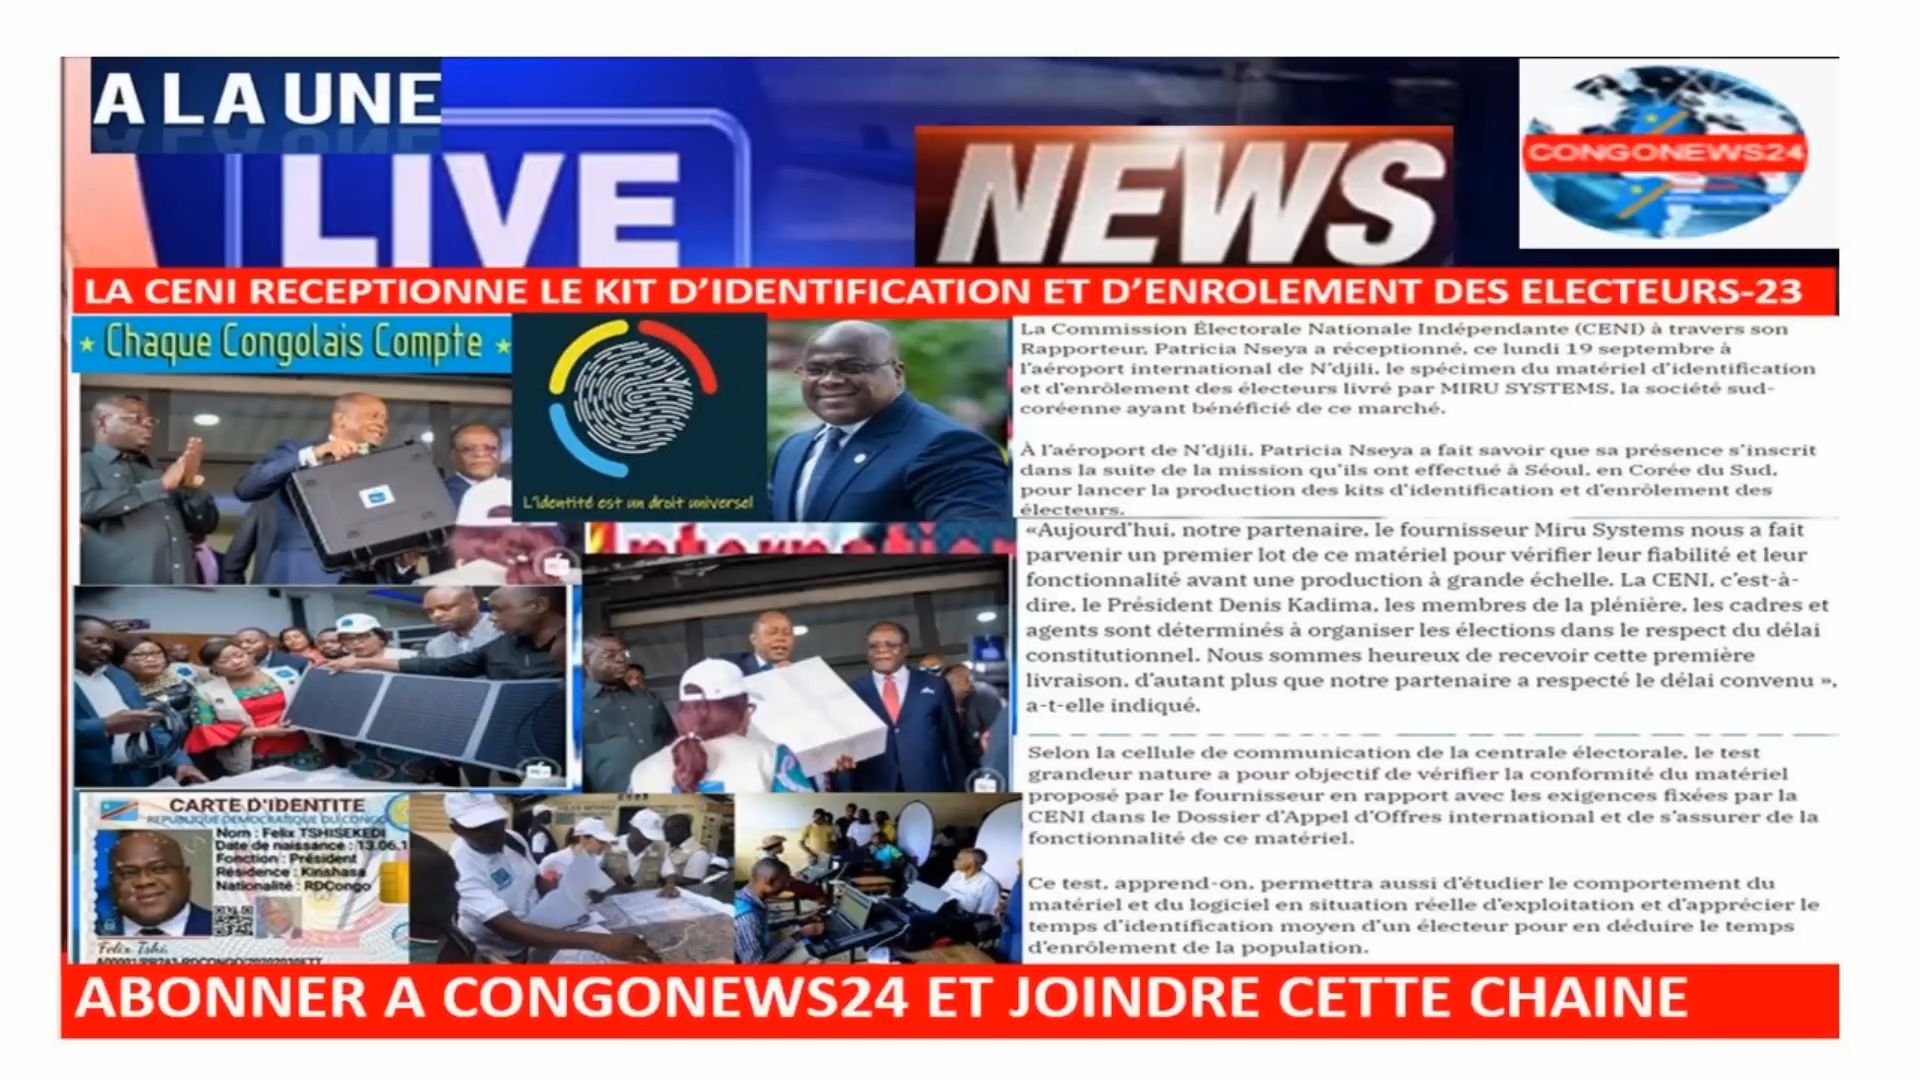 A LA UNE
LIVE
NEWS
CONGONEWS24
LA CENI RECEPTIONNE LE KIT D'IDENTIFICATION ET D'ENROLEMENT DES ELECTEURS-23
Chaque Congolais Compte
L'identité est un droit universel
La Commission Électorale Nationale Indépendante (CENI) à travers son
Rapporteur, Patricia Nseya a réceptionné, ce lundi 19 septembre à
l'aéroport international de N'djili, le spécimen du matériel d'identification
et d'enrôlement des électeurs livré par MIRU SYSTEMS, la société sud-
coréenne ayant bénéficié de ce marché.
À l'aéroport de N'djili, Patricia Nseya a fait savoir que sa présence s'inscrit
dans la suite de la mission qu'ils ont effectué à Séoul, en Corée du Sud,
pour lancer la production des kits d'identification et d'enrôlement des
électeurs.
«Aujourd'hui, notre partenaire, le fournisseur Miru Systems nous a fait
parvenir un premier lot de ce matériel pour vérifier leur fiabilité et leur
fonctionnalité avant une production à grande échelle. La CENI, c'est-à-
dire, le Président Denis Kadima, les membres de la plénière, les cadres et
agents sont déterminés à organiser les élections dans le respect du délai
constitutionnel. Nous sommes heureux de recevoir cette première
livraison, d'autant plus que notre partenaire a respecté le délai convenu »,
a-t-elle indiqué.
Selon la cellule de communication de la centrale électorale, le test
grandeur nature a pour objectif de vérifier la conformité du matériel
proposé par le fournisseur en rapport avec les exigences fixées par la
CENI dans le Dossier d'Appel d'Offres international et de s'assurer de la
fonctionnalité de ce matériel.
Ce test, apprend-on, permettra aussi d'étudier le comportement du
matériel et du logiciel en situation réelle d'exploitation et d'apprécier le
temps d'identification moyen d'un électeur pour en déduire le temps
d'enrôlement de la population.
CARTE D'IDENTITE
REPUBLIQUE DEMOCRATIQUE DU CONGO
Nom : Felix TSHISEKEDI
Date de naissance : 13.06.1
Fonction : Président
Résidence : Kinshasa
Nationalité : RDCongo
Felix Tshi.
ABONNER A CONGONEWS24 ET JOINDRE CETTE CHAINE